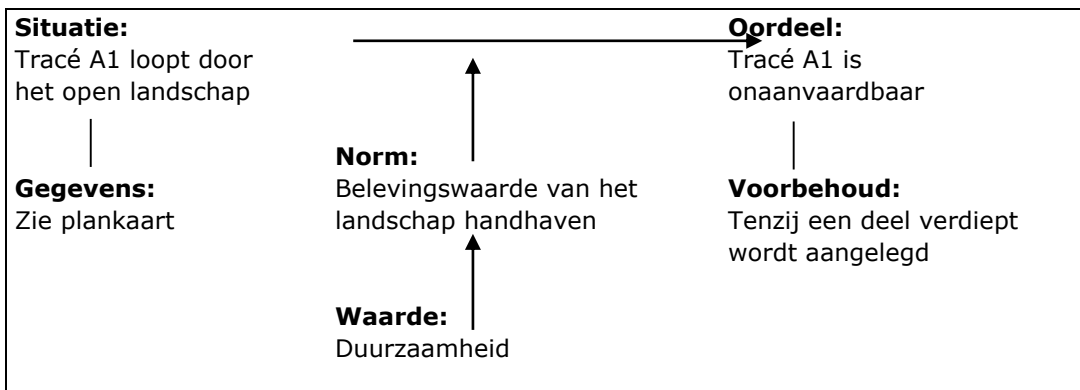 Situatie:
Tracé A1 loopt door
het open landschap
Oordeel:
Tracé A1 is
onaanvaardbaar
Gegevens:
Zie plankaart
Norm:
Belevingswaarde van het
landschap handhaven
Voorbehoud:
Tenzij een deel verdiept
wordt aangelegd
Waarde:
Duurzaamheid